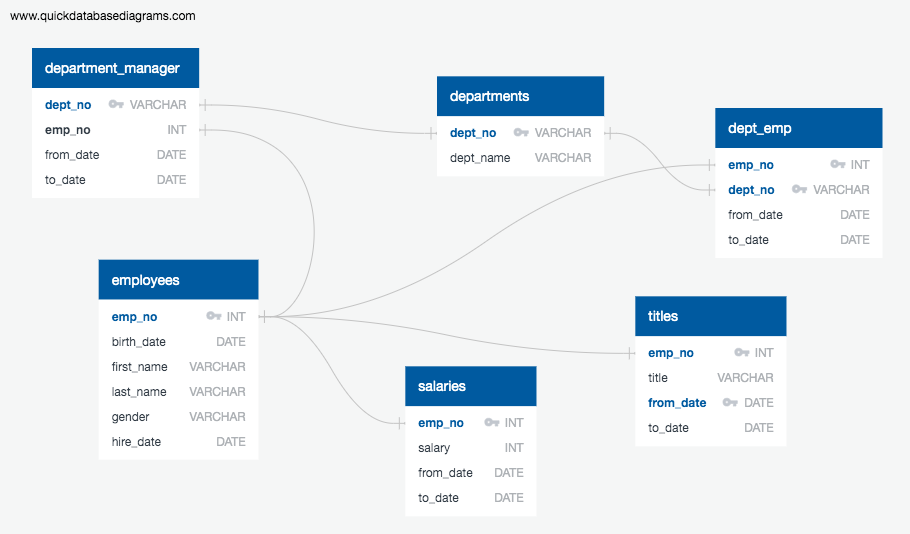 www.quickdatabasediagrams.com
department_manager
dept_no VARCHAR
emp_no INT
from_date DATE
to_date DATE
departments
dept_no VARCHAR
dept_name VARCHAR
dept_emp
emp_no INT
dept_no VARCHAR
from_date DATE
to_date DATE
employees
emp_no INT
birth_date DATE
first_name VARCHAR
last_name VARCHAR
gender VARCHAR
hire_date DATE
salaries
emp_no INT
salary INT
from_date DATE
to_date DATE
titles
emp_no INT
title VARCHAR
from_date DATE
to_date DATE